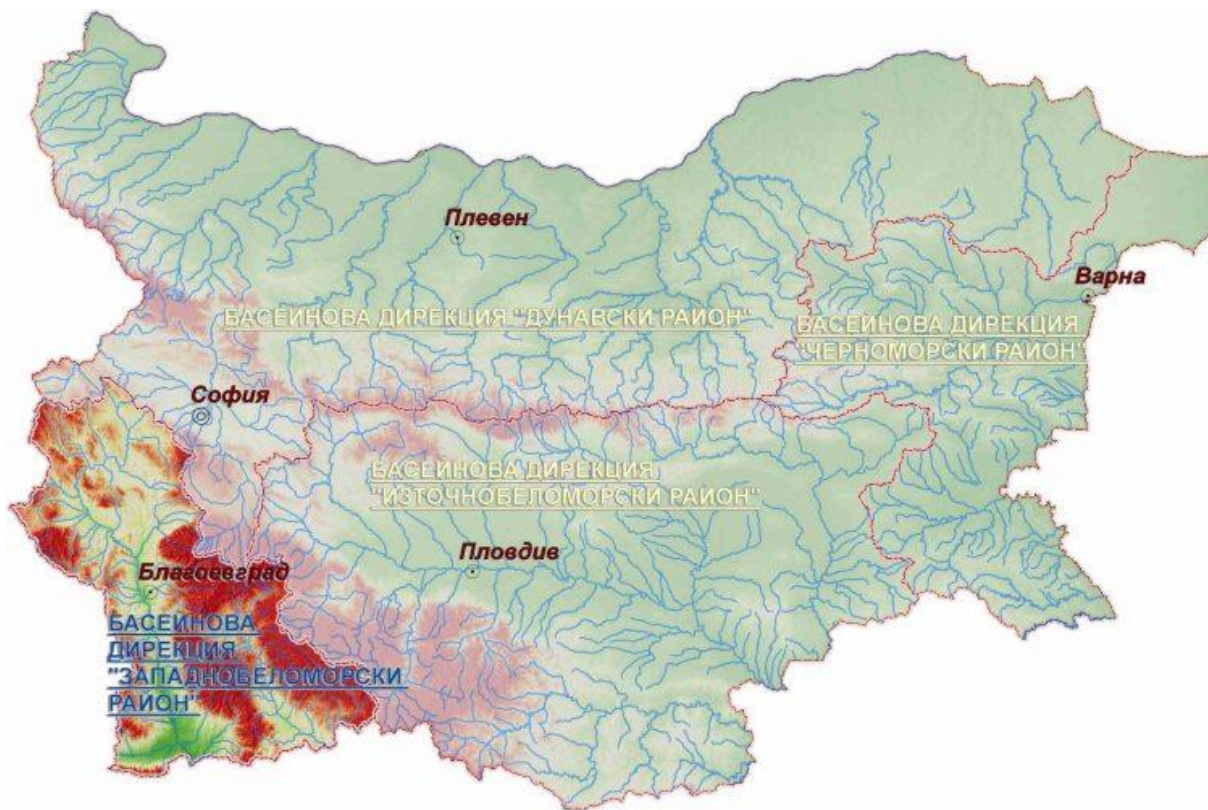 Плевен
Варна
БАСЕЙНОВА ДИРЕКЦИЯ "ДУНАВСКИ РАЙОН"
БАСЕЙНОВА ДИРЕКЦИЯ
"ЧЕРНОМОРСКИ РАЙОН"
София
БАСЕЙНОВА ДИРЕКЦИЯ
"ИЗТОЧНОБЕЛОМОРСКИ РАЙОН"
Пловдив
Благоевград
БАСЕЙНОВА
ДИРЕКЦИЯ
"ЗАПАДНОБЕЛОМОРСКИ
РАЙОН"